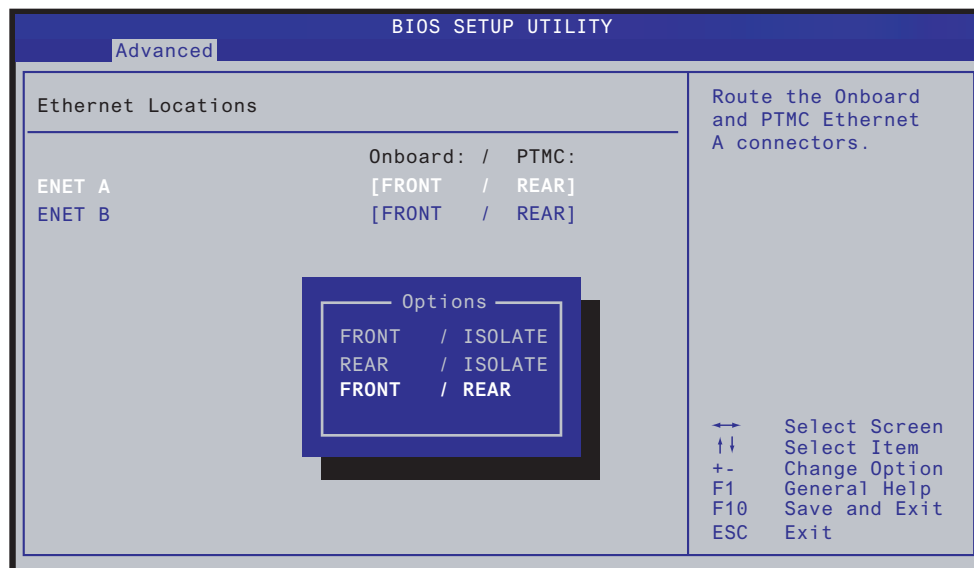 BIOS SETUP UTILITY
Advanced
Ethernet Locations
Onboard: / PTMC:
ENET A [FRONT / REAR]
ENET B [FRONT / REAR]
Options
FRONT / ISOLATE
REAR / ISOLATE
FRONT / REAR
Route the Onboard
and PTMC Ethernet
A connectors.
←→ Select Screen
↑↓ Select Item
+- Change Option
F1 General Help
F10 Save and Exit
ESC Exit